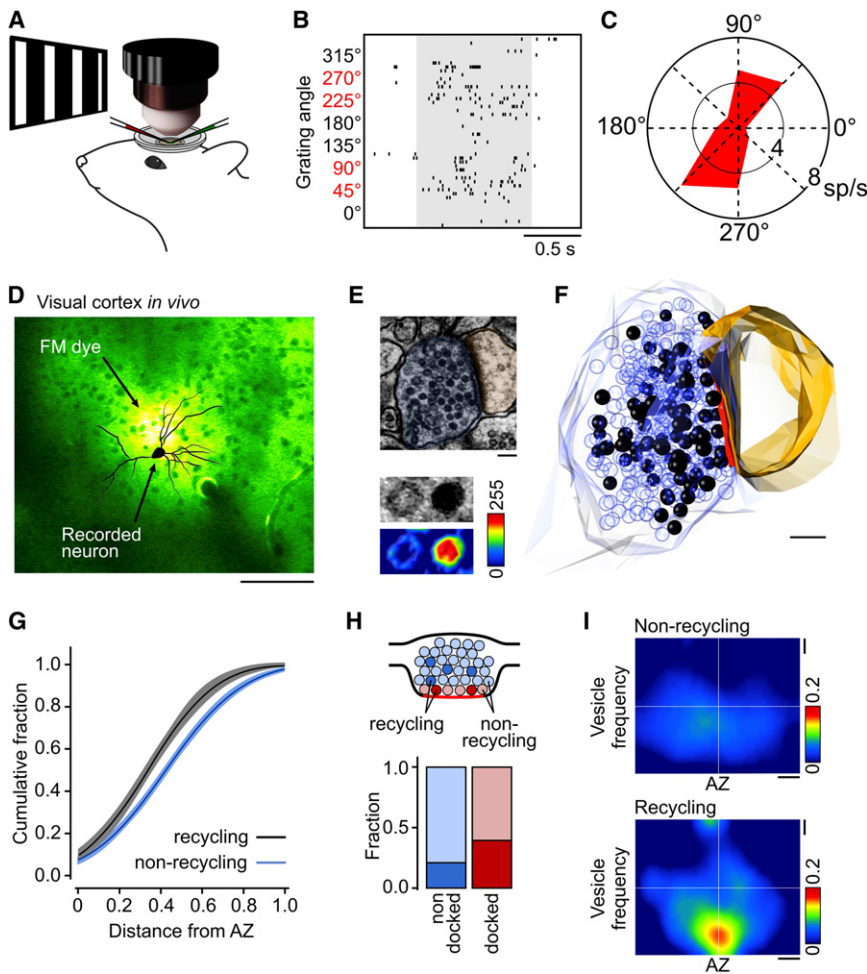 A
B
Grating angle
315°
270°
225°
180°
135°
90°
45°
0°
0.5 s
C
90°
180°
0°
4
8
sp/s
270°
D
Visual cortex in vivo
FM dye
Recorded
neuron
E
255
0
F
G
Cumulative fraction
1.0
0.8
0.6
0.4
0.2
0.0
recycling
non-recycling
0
0.2
0.4
0.6
0.8
1.0
Distance from AZ
H
recycling
non-
recycling
Fraction
1.0
0.5
0.0
non
docked
docked
I
Non-recycling
Vesicle
frequency
0.2
0
AZ
Recycling
Vesicle
frequency
0.2
0
AZ